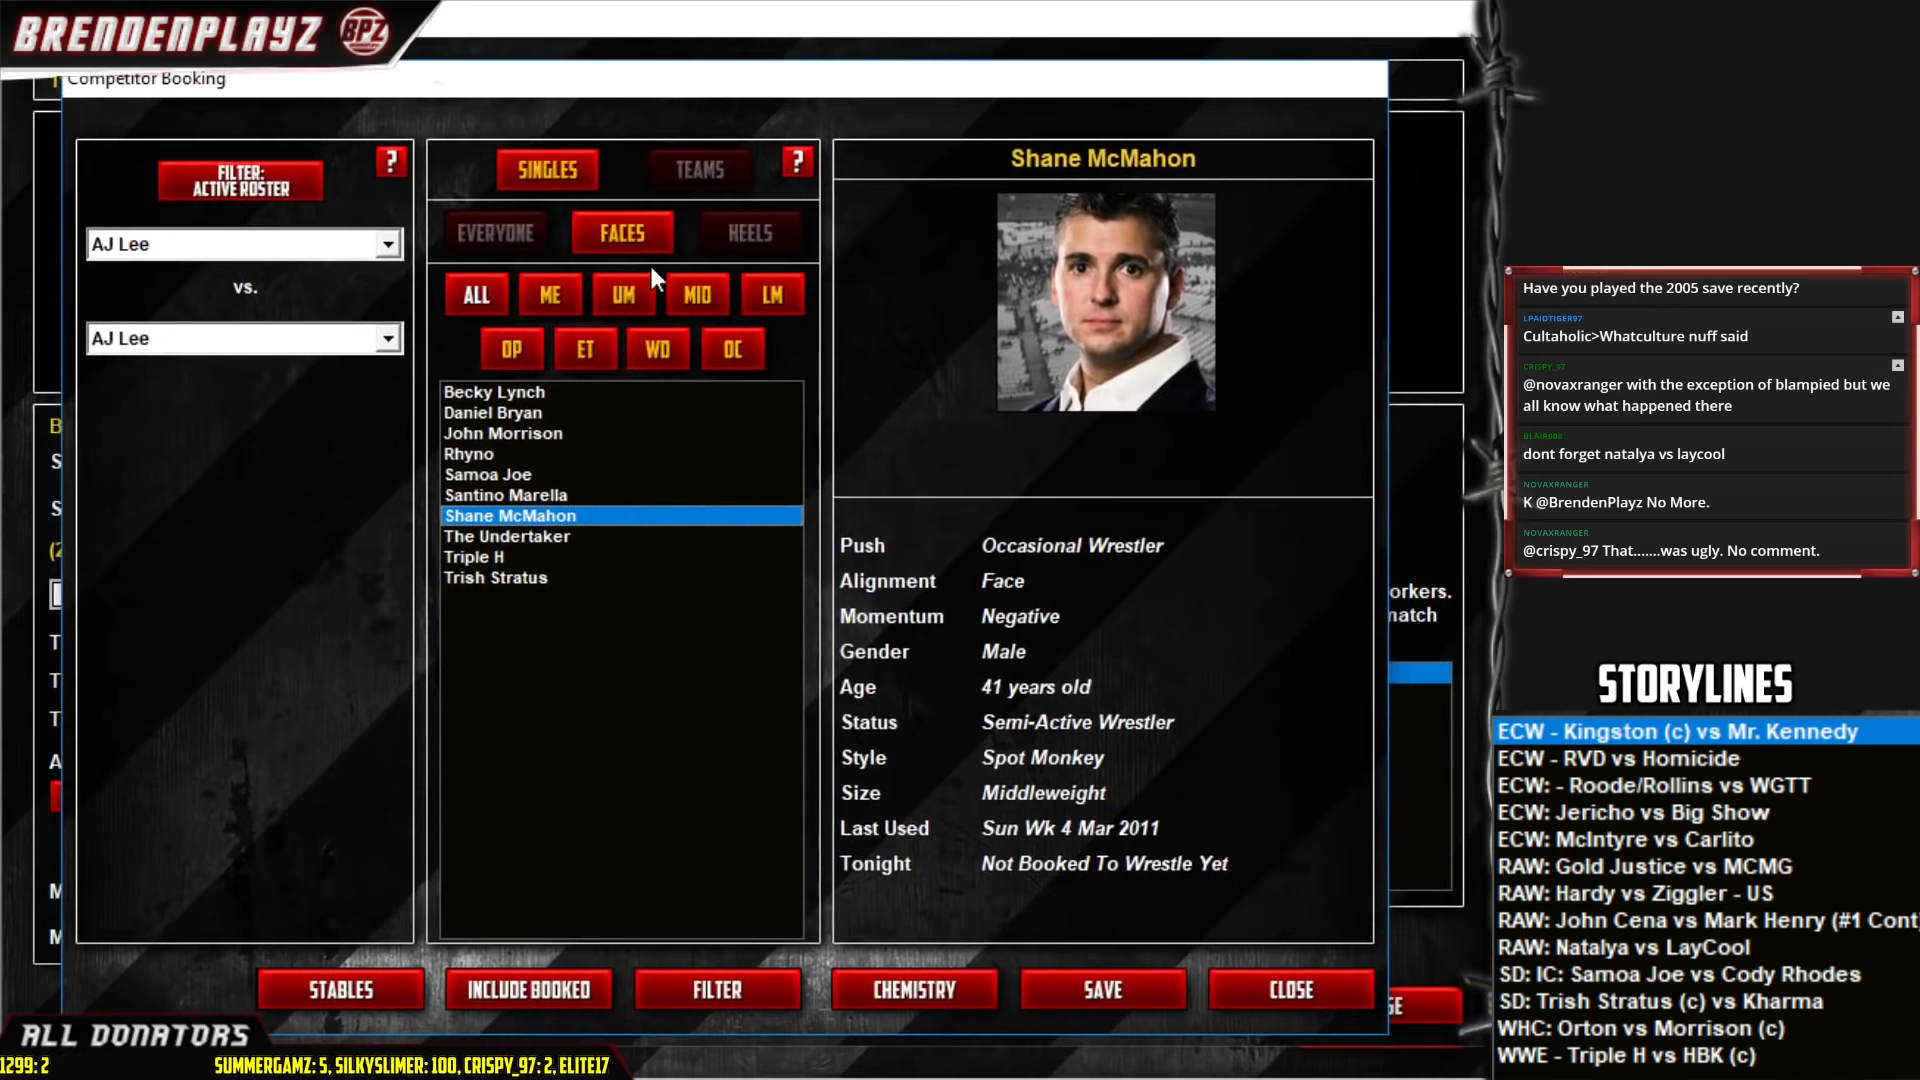 BRENDENPLAYZ
BPZ
Competitor Booking
FILTER:
ACTIVE ROSTER
?
AJ Lee
vs.
AJ Lee
SINGLES
TEAMS
?
EVERYONE
FACES
HEELS
ALL
ME
UM
MID
LM
OP
ET
WO
OC
Becky Lynch
Daniel Bryan
John Morrison
Rhyno
Samoa Joe
Santino Marella
Shane McMahon
The Undertaker
Triple H
Trish Stratus
Shane McMahon
Push Occasional Wrestler
Alignment Face
Momentum Negative
Gender Male
Age 41 years old
Status Semi-Active Wrestler
Style Spot Monkey
Size Middleweight
Last Used Sun Wk 4 Mar 2011
Tonight Not Booked To Wrestle Yet
STABLES
INCLUDE BOOKED
FILTER
CHEMISTRY
SAVE
CLOSE
orkers.
Have you played the 2005 save recently?
LPAIDTIGER97
Cultaholic>Whatculture nuff said
CRISPY_97
@novaxranger with the exception of blampied but we
all know what happened there
BLAIR008
dont forget natalya vs laycool
NOVAXRANGER
K @BrendenPlayz No More.
NOVAXRANGER
@crispy_97 That.......was ugly. No comment.
STORYLINES
ECW - Kingston (c) vs Mr. Kennedy
ECW - RVD vs Homicide
ECW: - Roode/Rollins vs WGTT
ECW: Jericho vs Big Show
ECW: McIntyre vs Carlito
RAW: Gold Justice vs MCMG
RAW: Hardy vs Ziggler - US
RAW: John Cena vs Mark Henry (#1 Cont
RAW: Natalya vs LayCool
SD: IC: Samoa Joe vs Cody Rhodes
SD: Trish Stratus (c) vs Kharma
WHC: Orton vs Morrison (c)
WWE - Triple H vs HBK (c)
ALL DONATORS
1299: 2
SUMMERGAMZ: 5, SILKYSLIMER: 100, CRISPY_97: 2, ELITE17